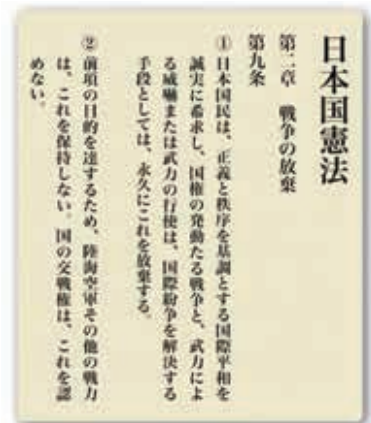 日本国憲法
第二章　戦争の放棄
第九条
① 日本国民は、正義と秩序を基調とする国際平和を
誠実に希求し、国権の発動たる戦争と、武力によ
る威嚇または武力の行使は、国際紛争を解決する
手段としては、永久にこれを放棄する。
② 前項の目的を達するため、陸海空軍その他の戦力
は、これを保持しない。国の交戦権は、これを認
めない。